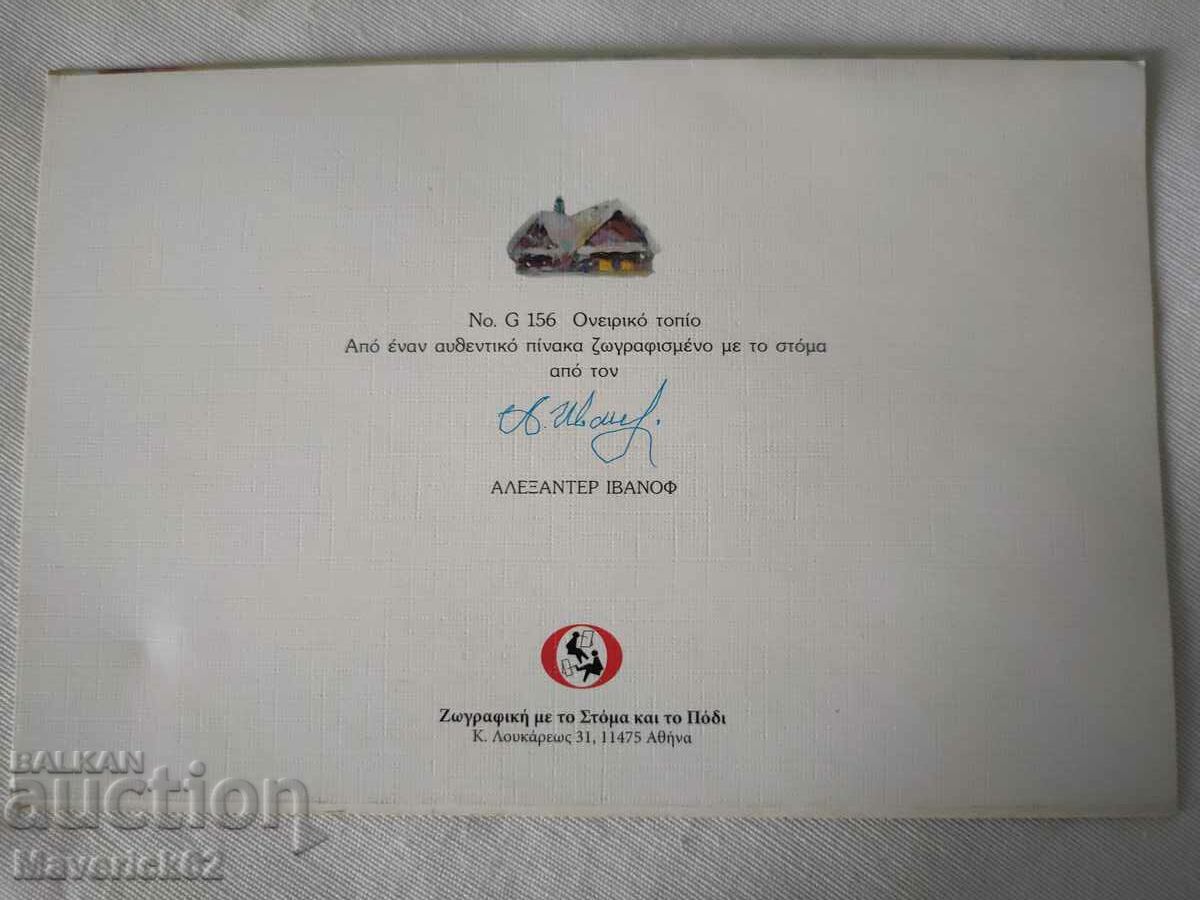 No. G 156 Ονειρικό τοπίο
Από έναν αυθεντικό πίνακα ζωγραφισμένο με το στόμα
από τον
А. Иванов.
ΑΛΕΞΑΝΤΕΡ ΙΒΑΝΟΦ
Ζωγραφική με το Στόμα και το Πόδι
Κ. Λουκάρεως 31, 11475 Αθήνα
BALKAN
auction
Maverick62